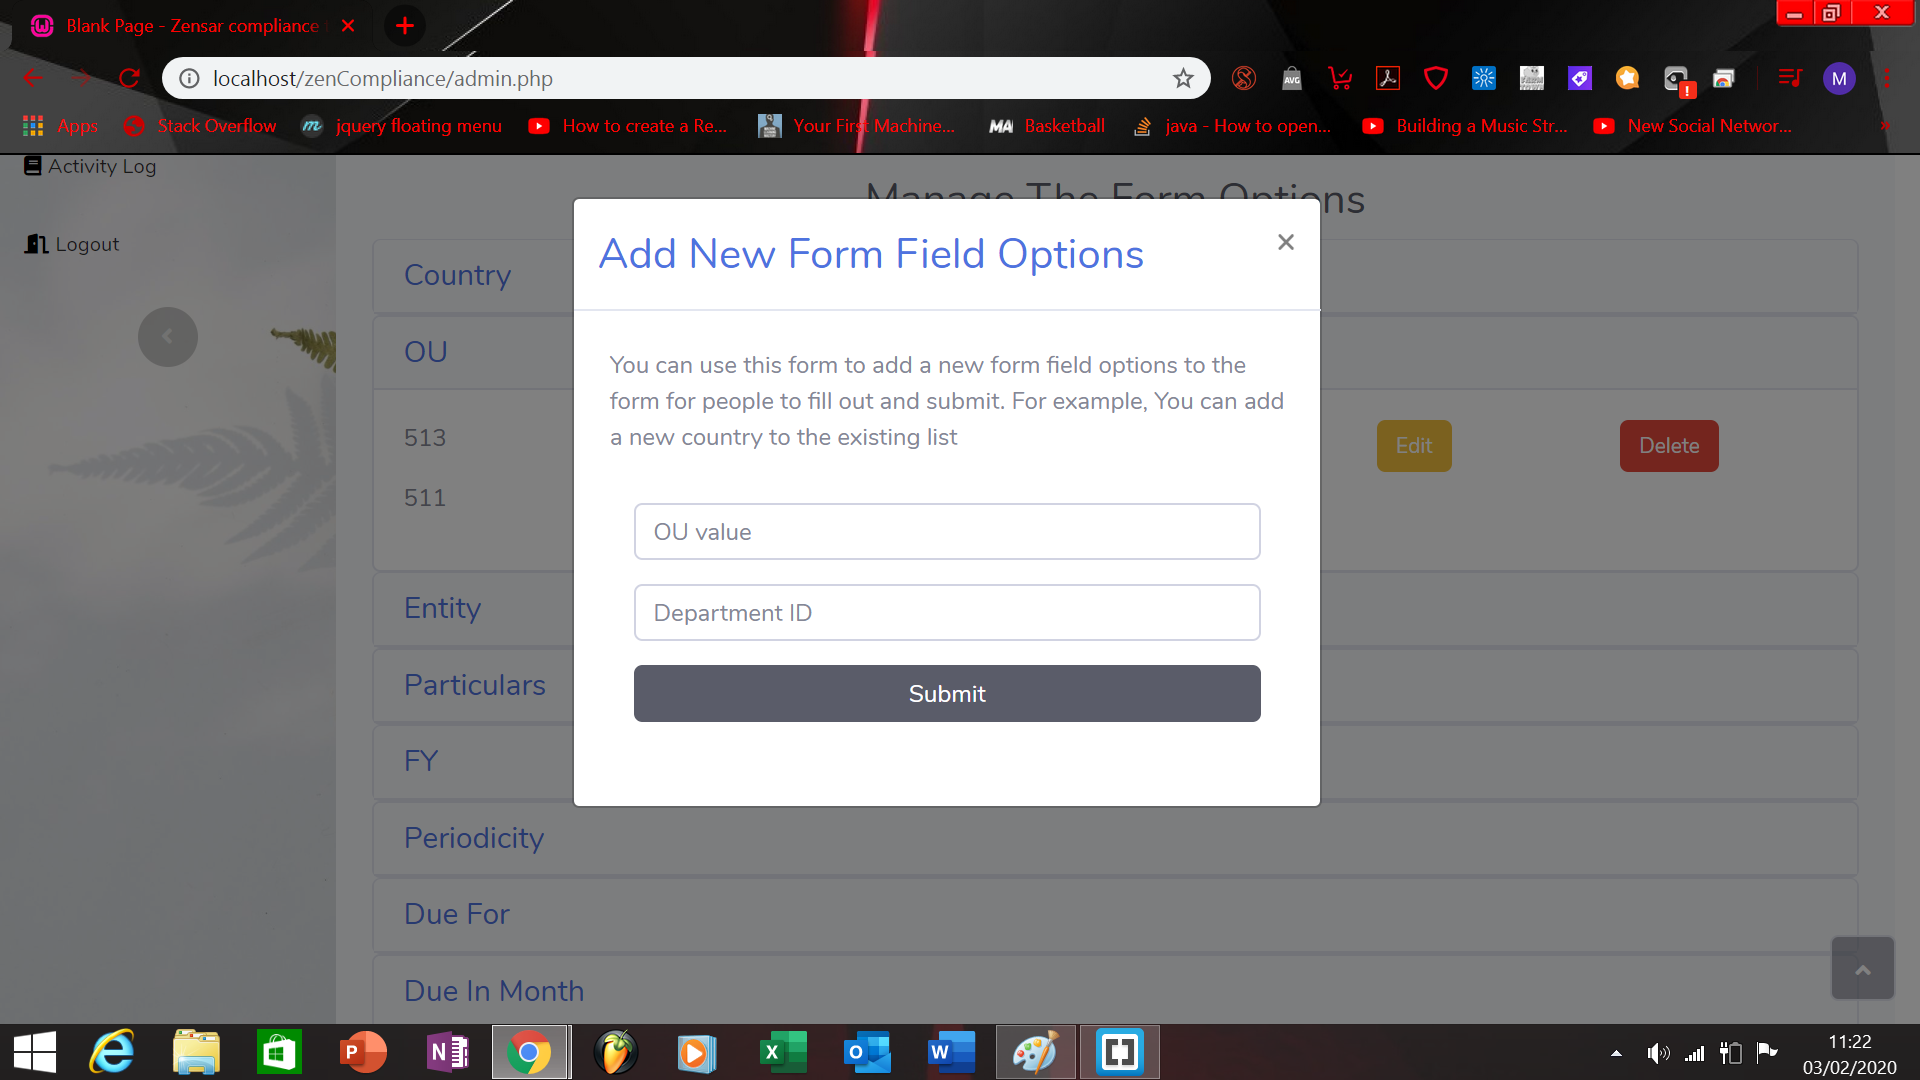 Blank Page - Zensar compliance
localhost/zenCompliance/admin.php
AVG
M
Apps
Stack Overflow
jquery floating menu
How to create a Re...
Your First Machine...
MA Basketball
java - How to open...
Building a Music Str...
New Social Networ...
»
Activity Log
Logout
Manage The Form Options
Country
OU
513
511
Edit
Delete
Entity
Particulars
FY
Periodicity
Due For
Due In Month
Add New Form Field Options
×
You can use this form to add a new form field options to the
form for people to fill out and submit. For example, You can add
a new country to the existing list
OU value
Department ID
Submit
11:22
03/02/2020